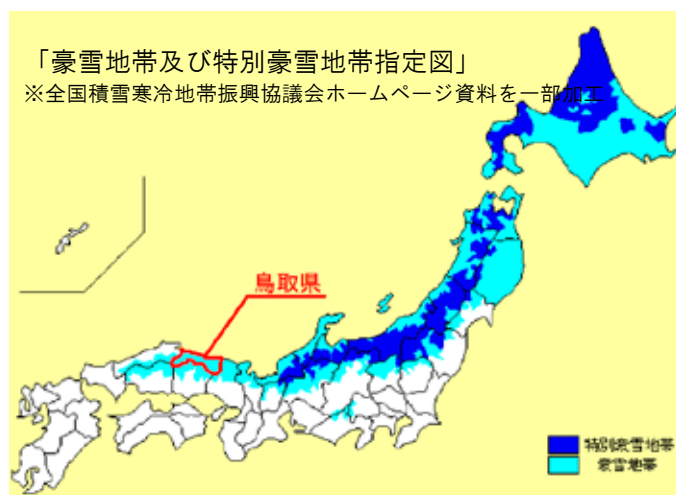 「豪雪地帯及び特別豪雪地帯指定図」
※全国積雪寒冷地帯振興協議会ホームページ資料を一部加工
鳥取県
特別豪雪地帯
豪雪地帯